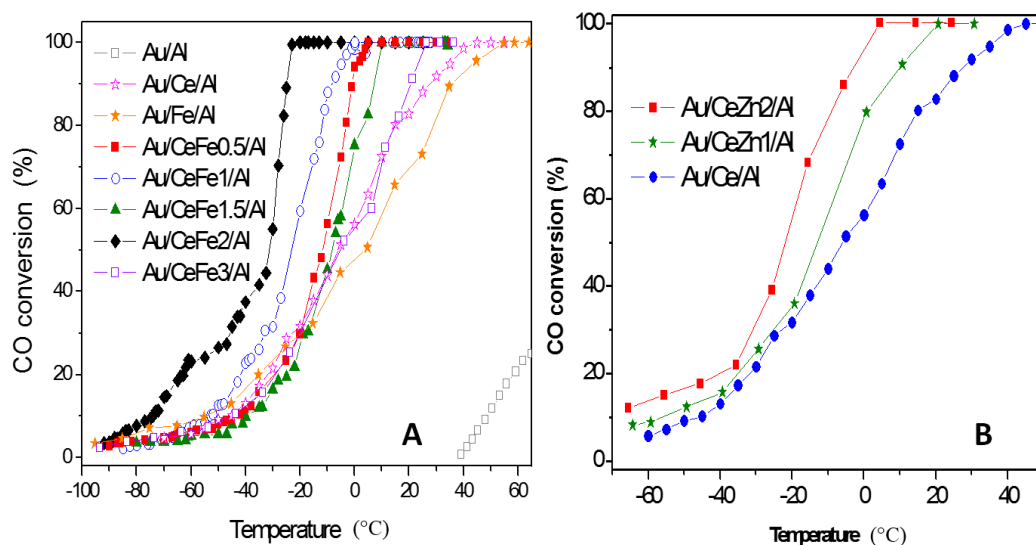 100
80
60
40
20
0
CO conversion (%)
Au/Al
Au/Ce/Al
Au/Fe/Al
Au/CeFe0.5/Al
Au/CeFe1/Al
Au/CeFe1.5/Al
Au/CeFe2/Al
Au/CeFe3/Al
A
-100 -80 -60 -40 -20 0 20 40 60
Temperature (°C)
100
80
60
40
20
0
CO conversion (%)
Au/CeZn2/Al
Au/CeZn1/Al
Au/Ce/Al
B
-60 -40 -20 0 20 40
Temperature (°C)